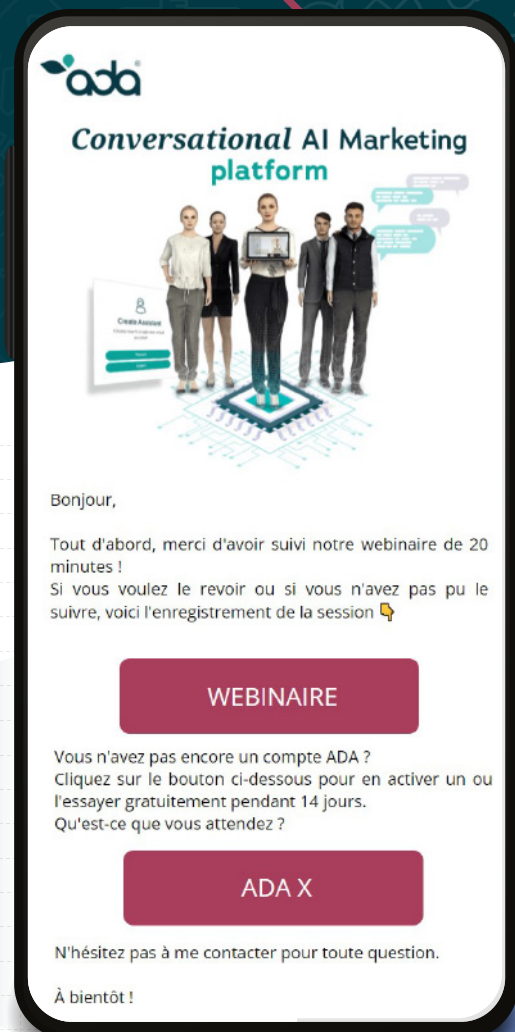 ada
Conversational AI Marketing
platform
Create Assistant
Bonjour,
Tout d'abord, merci d'avoir suivi notre webinaire de 20
minutes !
Si vous voulez le revoir ou si vous n'avez pas pu le
suivre, voici l'enregistrement de la session 👇
WEBINAIRE
Vous n'avez pas encore un compte ADA ?
Cliquez sur le bouton ci-dessous pour en activer un ou
l'essayer gratuitement pendant 14 jours.
Qu'est-ce que vous attendez ?
ADA X
N'hésitez pas à me contacter pour toute question.
À bientôt !